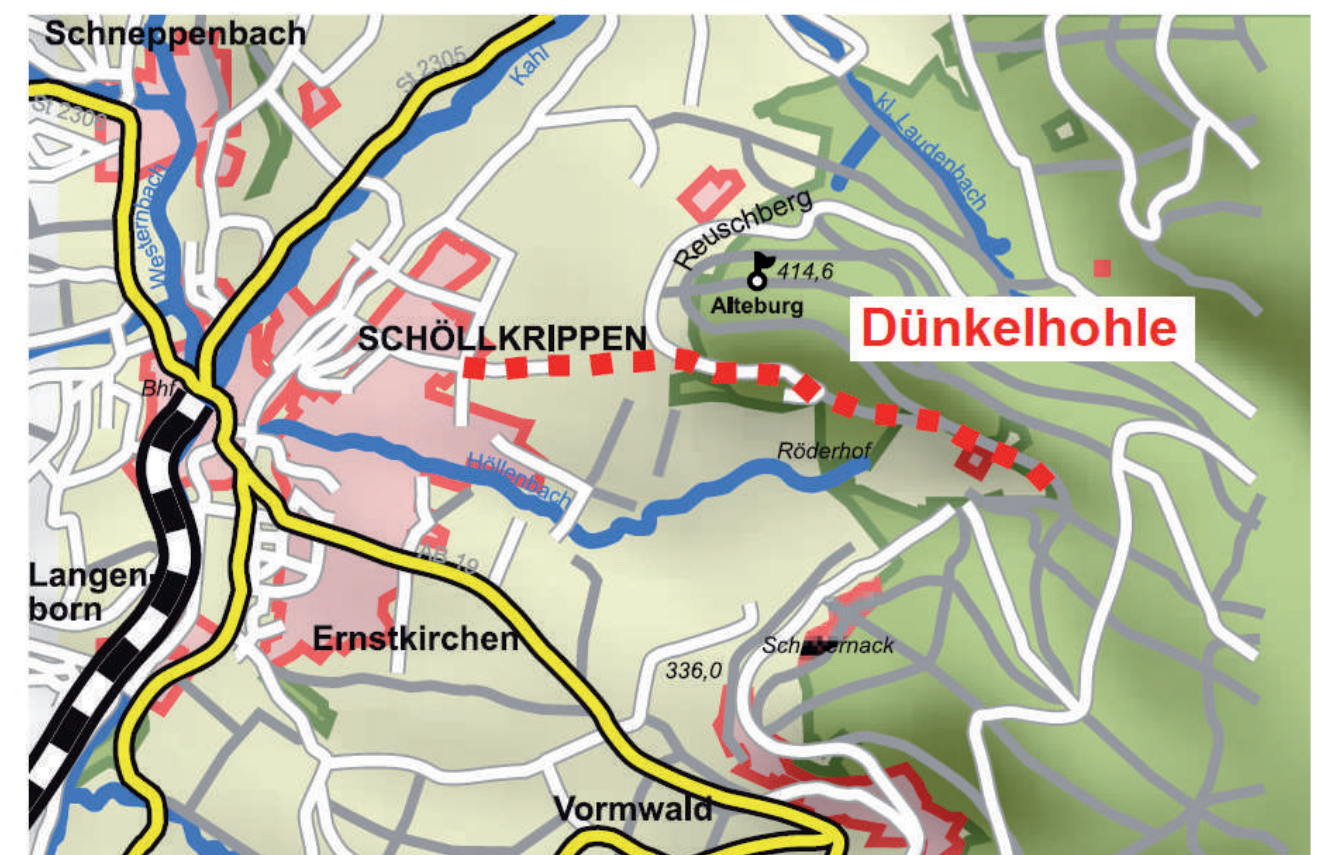 Schneppenbach
St 2305
Kahl
St 2305
kl. Laudenbach
Westernbach
Reuschberg
414,6
Alteburg
Dünkelhohle
SCHÖLLKRIPPEN
Bhf
Röderhof
Höllenbach
AB 19
Langen-
born
Ernstkirchen
336,0
Vormwald